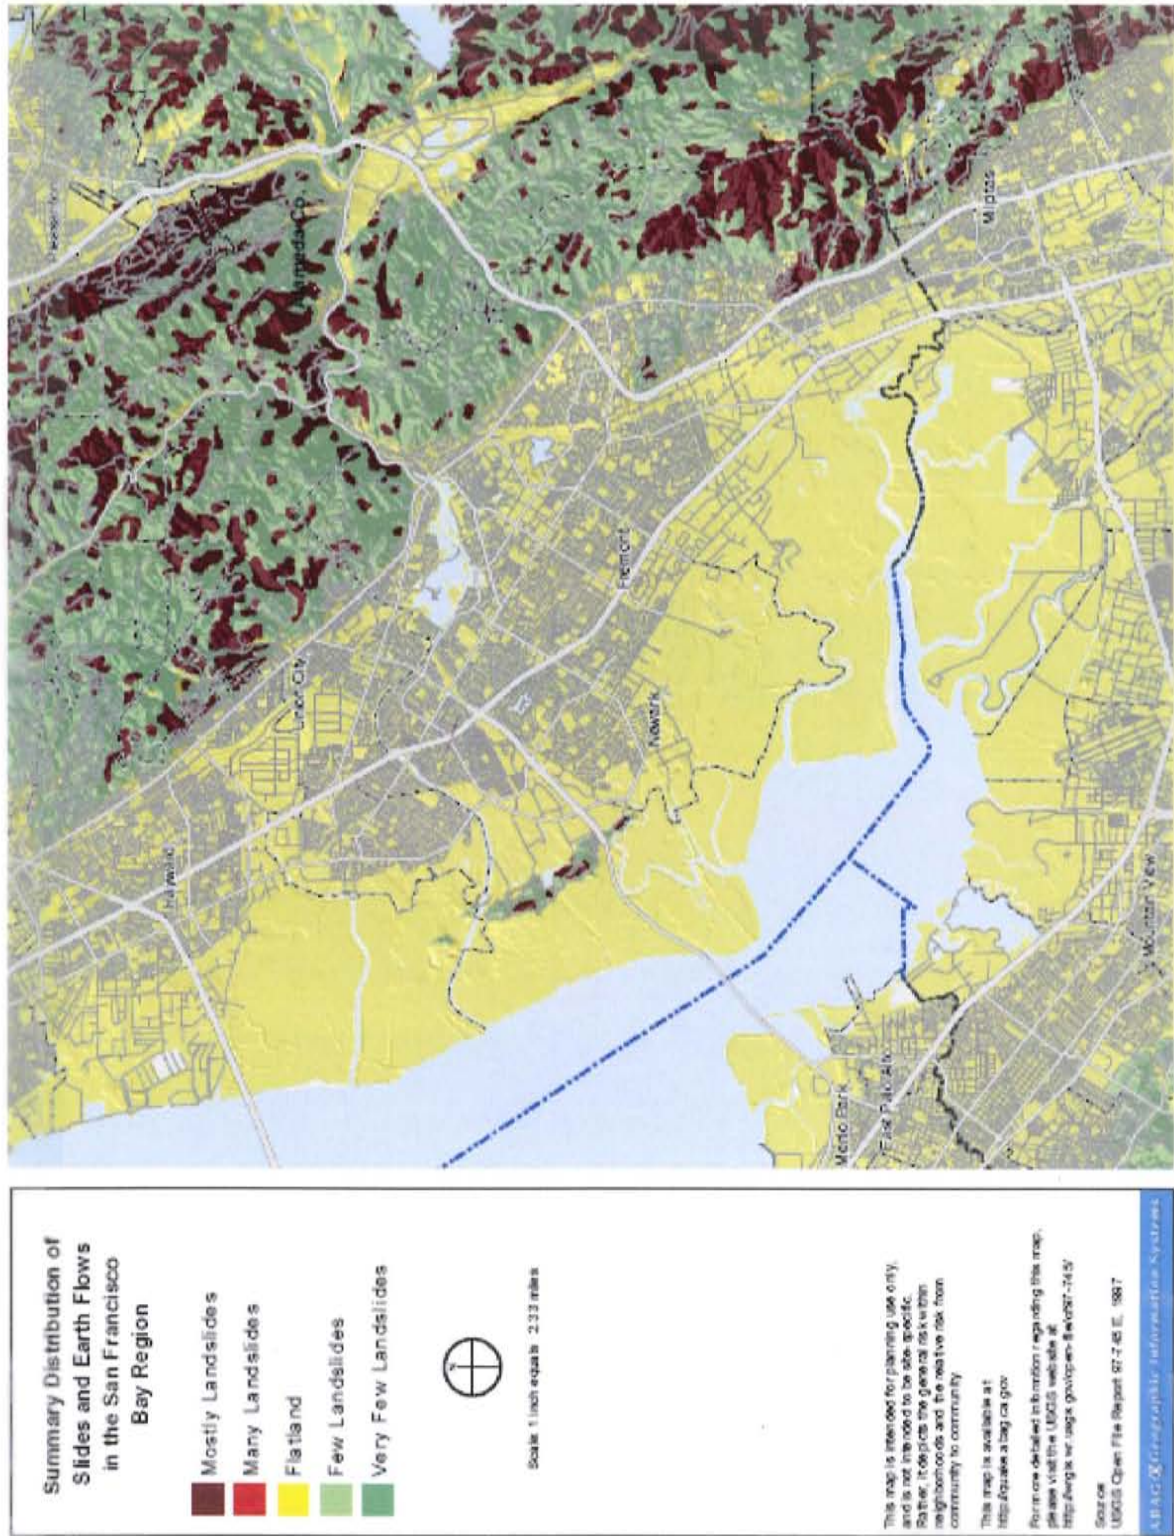 Summary Distribution of
Slides and Earth Flows
in the San Francisco
Bay Region
Mostly Landslides
Many Landslides
Flatland
Few Landslides
Very Few Landslides
N
Scale 1 inch equals 2.33 miles
This map is intended for planning use only,
and is not intended to be site-specific.
Rather, it depicts the general risk within
neighborhoods and the relative risk from
community to community
This map is available at
http://quake.abag.ca.gov
For more detailed information regarding this map,
please visit the USGS website at
Source
USGS Open File Report 97-745 E, 1997
ABAG Geographic Information Systems
Pleasanton
Alameda Co.
Hayward
Union City
Fremont
Newark
Milpitas
Menlo Park
East Palo Alto
Mountain View